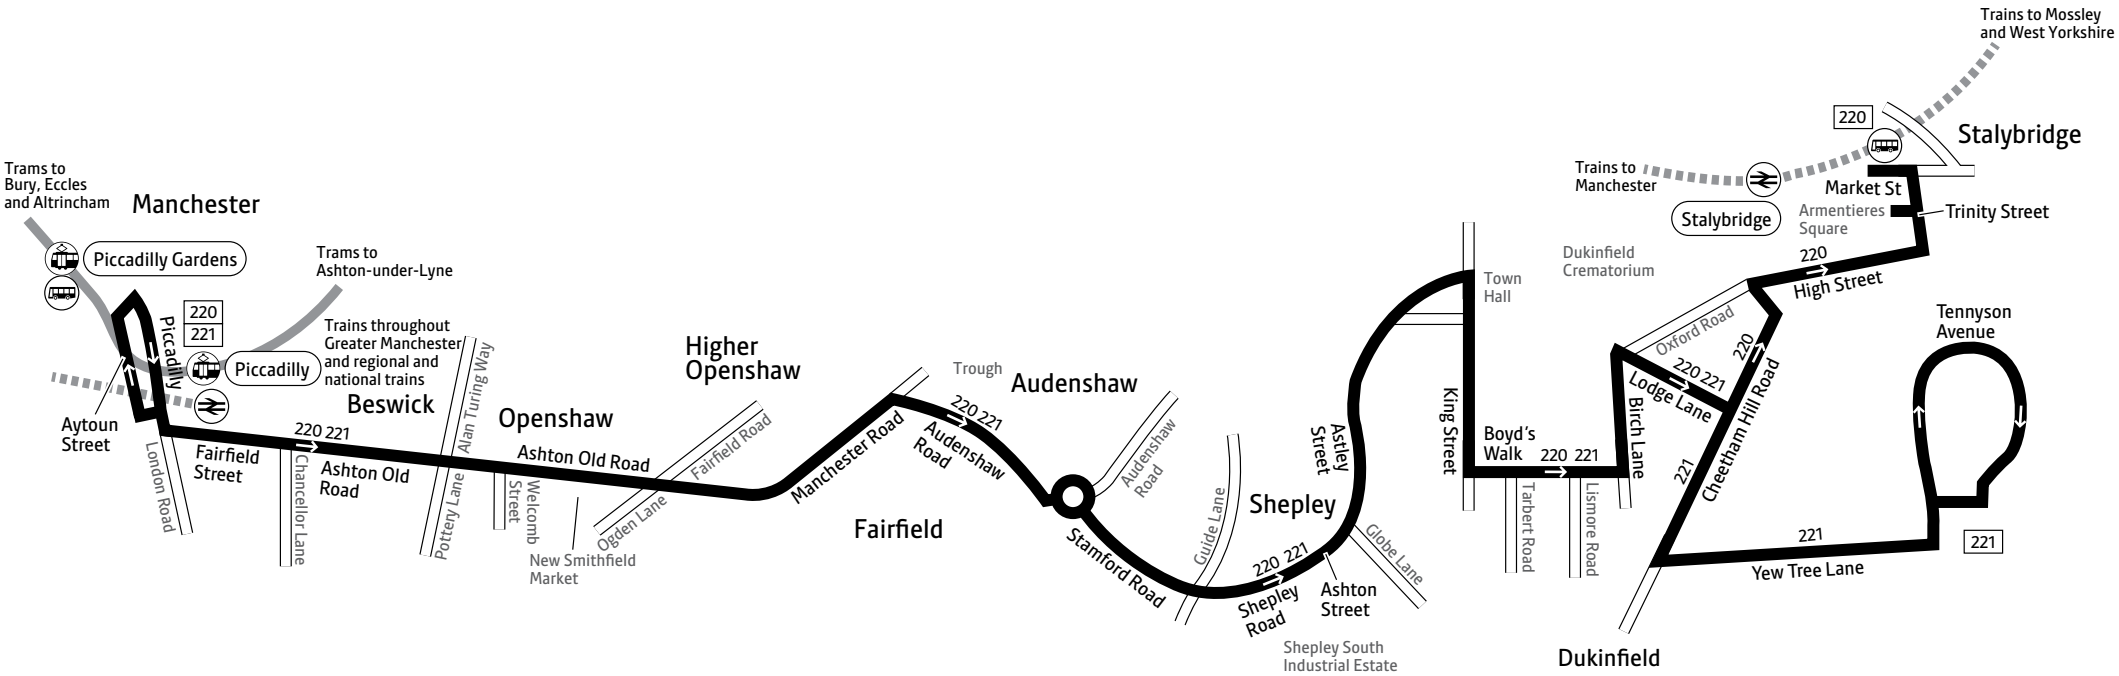 Trains to Mossley
and West Yorkshire
220
Stalybridge
Trains to
Manchester
Market St
Stalybridge
Armentieres
Square
Trinity Street
Trams to
Bury, Eccles
and Altrincham
Manchester
Piccadilly Gardens
Trams to
Ashton-under-Lyne
220
221
Piccadilly
Piccadilly
Trains throughout
Greater Manchester
and regional and
national trains
Aytoun
Street
Beswick
London Road
Fairfield
Street
220 221
Chancellor Lane
Ashton Old
Road
Alan Turing Way
Pottery Lane
Openshaw
Ashton Old Road
Welcomb
Street
New Smithfield
Market
Ogden Lane
Fairfield Road
Higher
Openshaw
Manchester Road
Trough
Audenshaw
220 221
Audenshaw
Road
Fairfield
Audenshaw
Road
Stamford Road
Guide Lane
Shepley
220 221
Shepley
Road
Ashton
Street
Globe Lane
Shepley South
Industrial Estate
Astley
Street
Town
Hall
King Street
Boyd's
Walk
220 221
Tarbert Road
Lismore Road
Birch Lane
Dukinfield
Crematorium
Oxford Road
220 221
Lodge Lane
220
221
Cheetham Hill Road
220
High Street
Tennyson
Avenue
221
Yew Tree Lane
221
Dukinfield